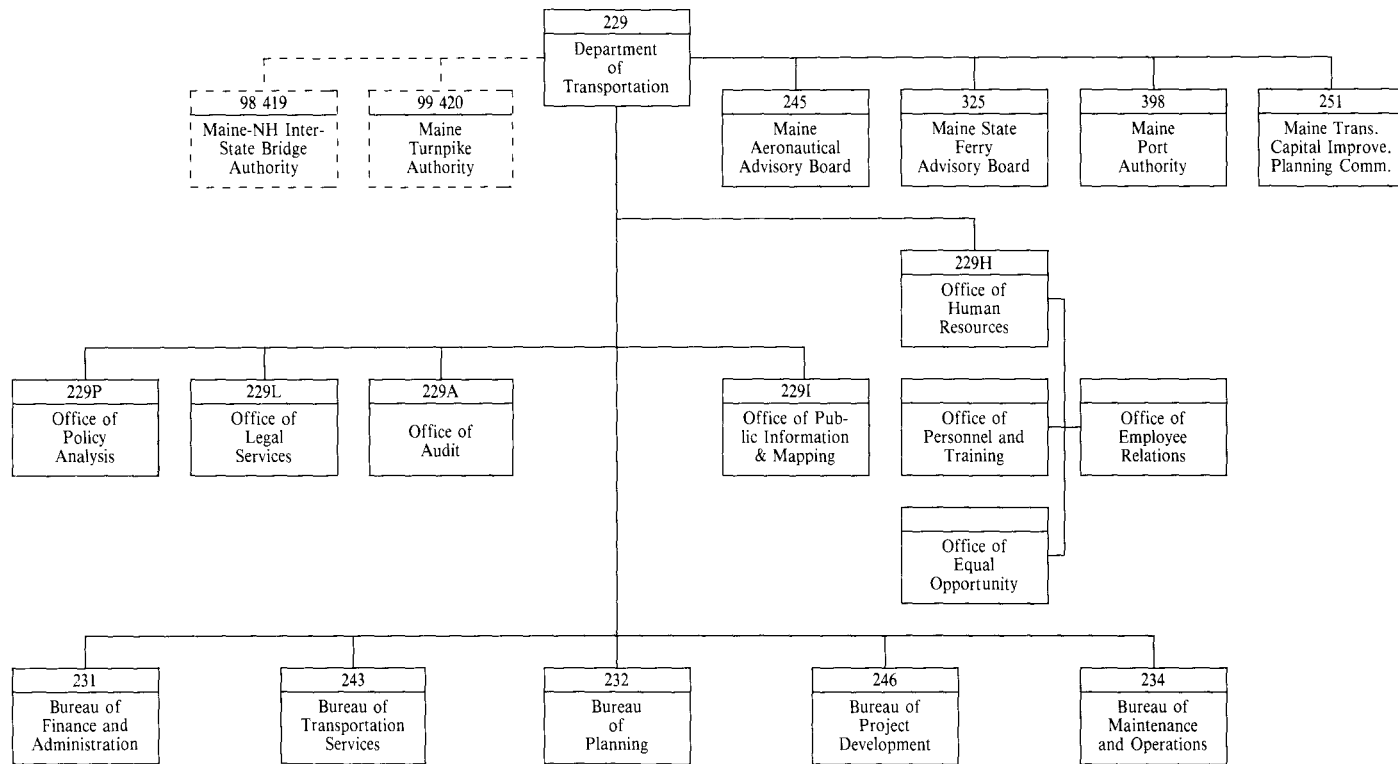 229
Department
of
Transportation
98 419
Maine-NH Inter-
State Bridge
Authority
99 420
Maine
Turnpike
Authority
245
Maine
Aeronautical
Advisory Board
325
Maine State
Ferry
Advisory Board
398
Maine
Port
Authority
251
Maine Trans.
Capital Improve.
Planning Comm.
229H
Office of
Human
Resources
229P
Office of
Policy
Analysis
229L
Office of
Legal
Services
229A
Office of
Audit
229I
Office of Pub-
lic Information
& Mapping
Office of
Personnel and
Training
Office of
Employee
Relations
Office of
Equal
Opportunity
231
Bureau of
Finance and
Administration
243
Bureau of
Transportation
Services
232
Bureau
of
Planning
246
Bureau of
Project
Development
234
Bureau of
Maintenance
and Operations